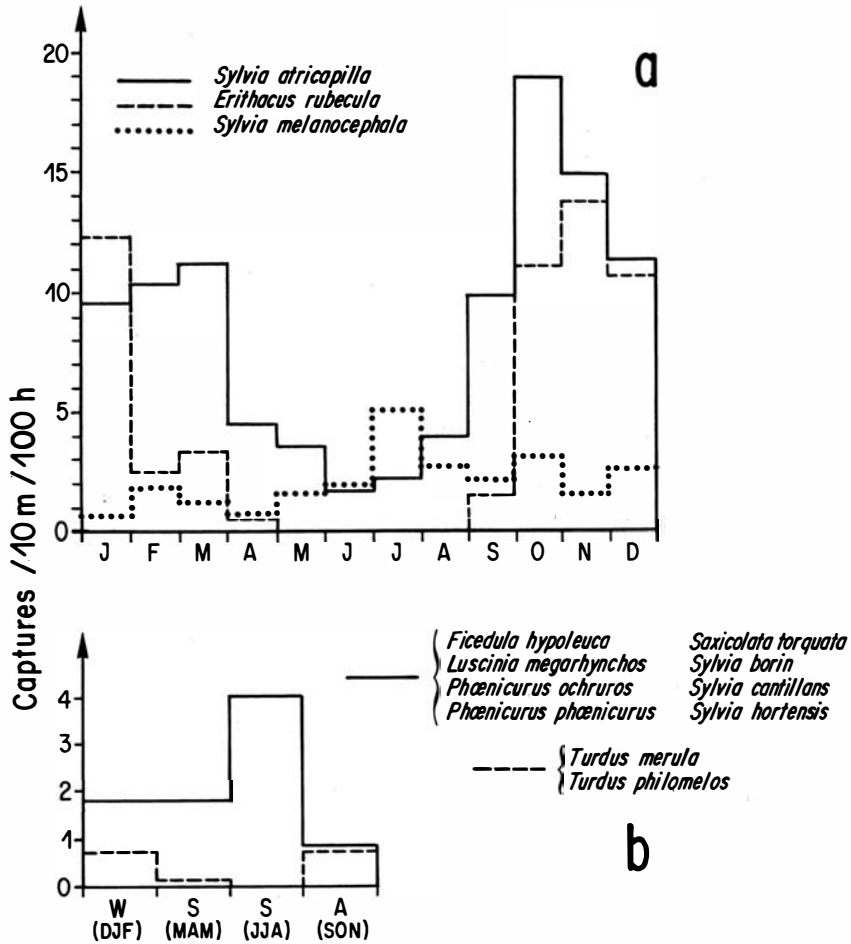 a
Sylvia atricapilla
Erithacus rubecula
Sylvia melanocephala
20
15
10
5
0
J F M A M J J A S O N D
Captures /10 m / 100 h
Ficedula hypoleuca Saxicolata torquata
Luscinia megarhynchos Sylvia borin
Phœnicurus ochruros Sylvia cantillans
Phœnicurus phœnicurus Sylvia hortensis
Turdus merula
Turdus philomelos
b
4
3
2
1
0
W S S A
(DJF) (MAM) (JJA) (SON)